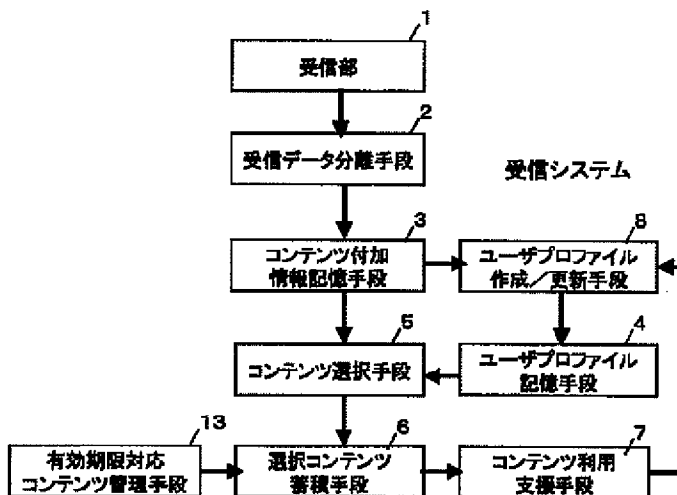 1
受信部
2
受信データ分離手段
受信システム
3
コンテンツ付加
情報記憶手段
8
ユーザプロファイル
作成／更新手段
5
コンテンツ選択手段
4
ユーザプロファイル
記憶手段
13
有効期限対応
コンテンツ管理手段
6
選択コンテンツ
蓄積手段
7
コンテンツ利用
支援手段